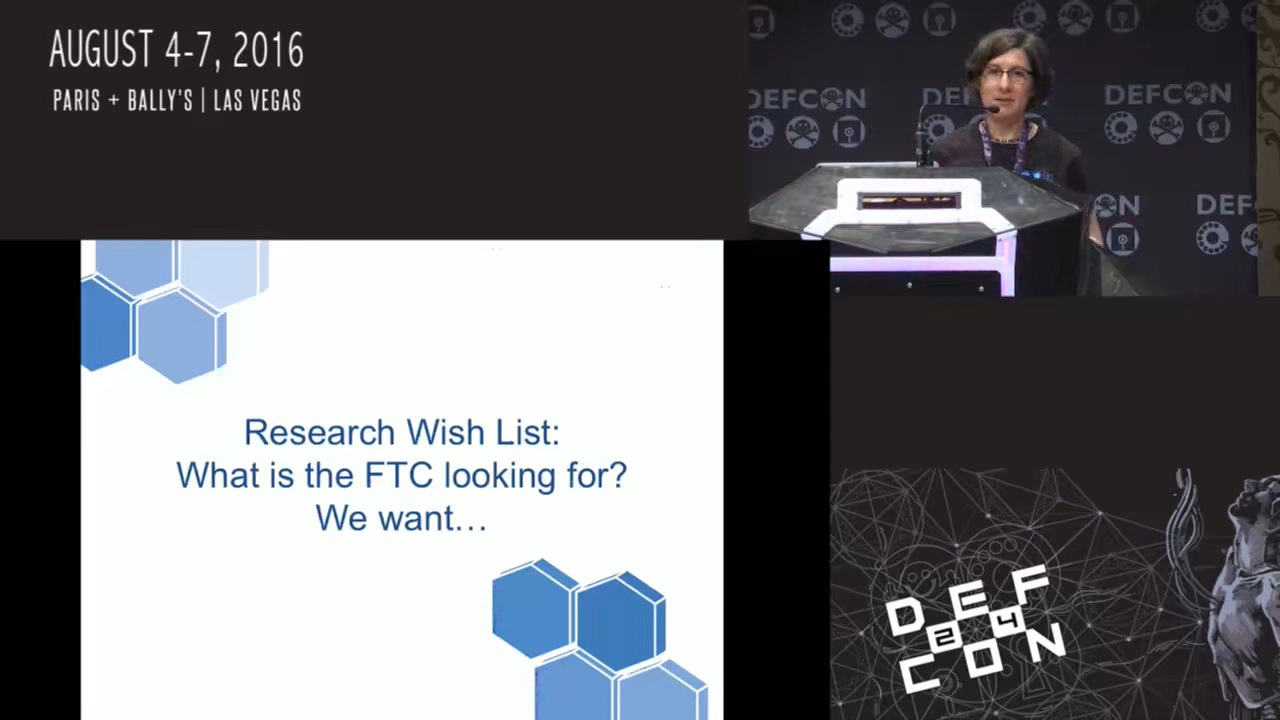 AUGUST 4-7, 2016
PARIS + BALLY'S | LAS VEGAS
DEFCON
DEFCON
DEF
Research Wish List:
What is the FTC looking for?
We want…
DEF
24
CON